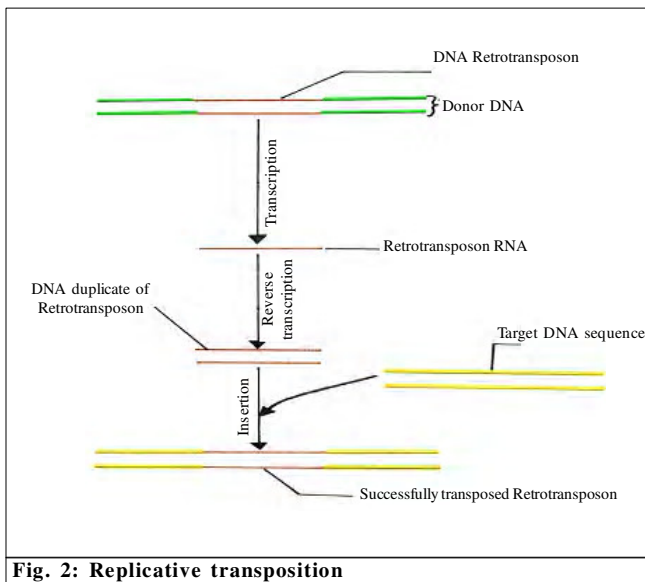 DNA Retrotransposon
Donor DNA
Transcription
Retrotransposon RNA
DNA duplicate of
Retrotransposon
Reverse
transcription
Target DNA sequence
Insertion
Successfully transposed Retrotransposon
Fig. 2: Replicative transposition